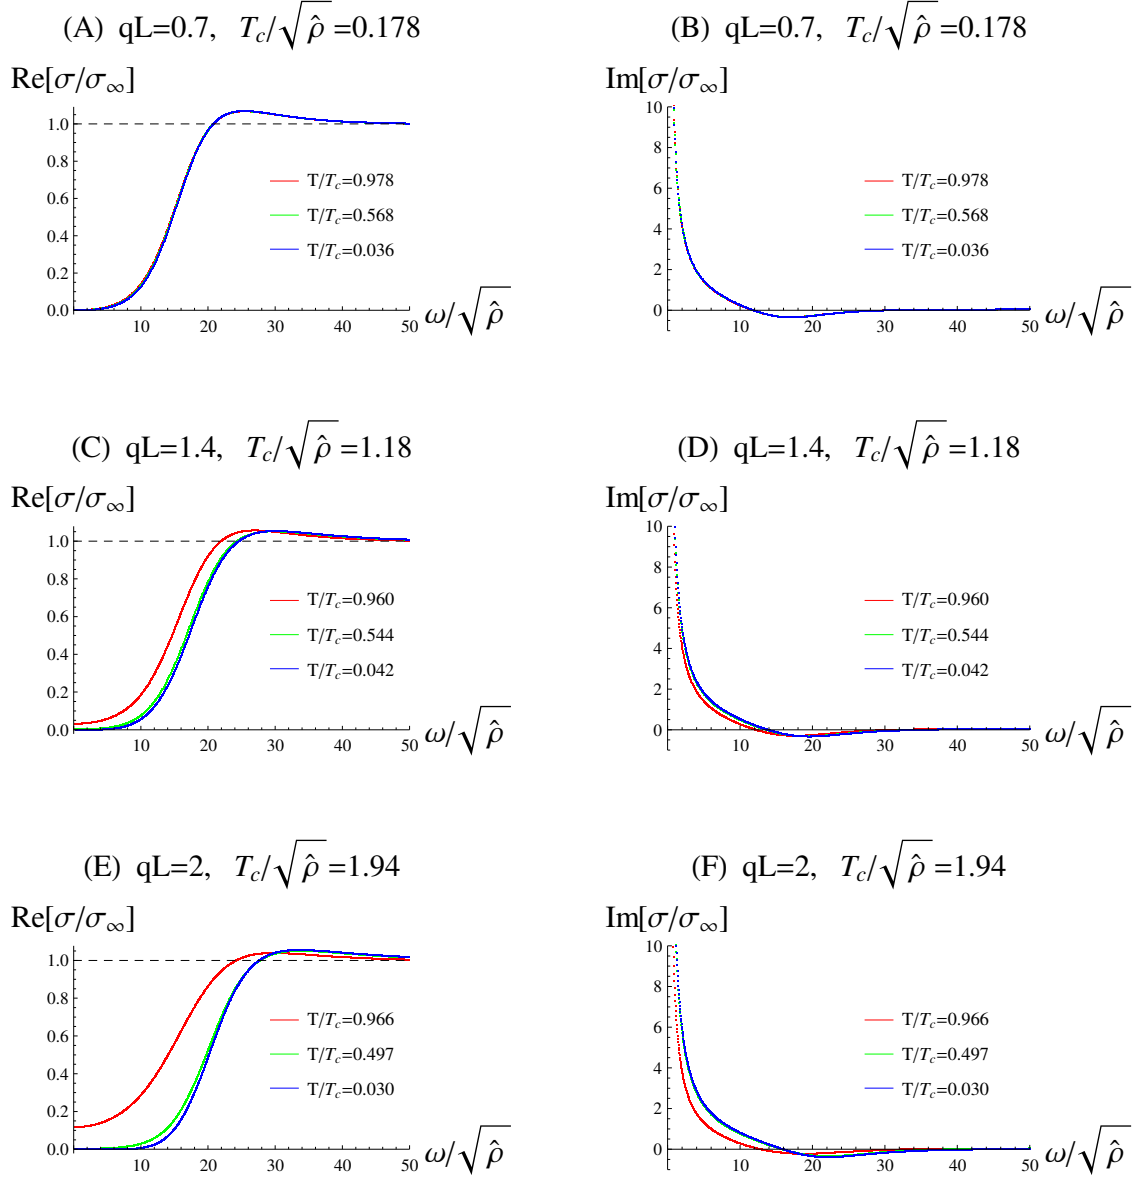 (A) qL=0.7, T_c/√ρ̂=0.178
Re[σ/σ_∞]
1.0
0.8
0.6
0.4
0.2
0.0
T/T_c=0.978
T/T_c=0.568
T/T_c=0.036
10 20 30 40 50
ω/√ρ̂
(B) qL=0.7, T_c/√ρ̂=0.178
Im[σ/σ_∞]
10
8
6
4
2
0
T/T_c=0.978
T/T_c=0.568
T/T_c=0.036
10 20 30 40 50
ω/√ρ̂
(C) qL=1.4, T_c/√ρ̂=1.18
Re[σ/σ_∞]
1.0
0.8
0.6
0.4
0.2
0.0
T/T_c=0.960
T/T_c=0.544
T/T_c=0.042
10 20 30 40 50
ω/√ρ̂
(D) qL=1.4, T_c/√ρ̂=1.18
Im[σ/σ_∞]
10
8
6
4
2
0
T/T_c=0.960
T/T_c=0.544
T/T_c=0.042
10 20 30 40 50
ω/√ρ̂
(E) qL=2, T_c/√ρ̂=1.94
Re[σ/σ_∞]
1.0
0.8
0.6
0.4
0.2
0.0
T/T_c=0.966
T/T_c=0.497
T/T_c=0.030
10 20 30 40 50
ω/√ρ̂
(F) qL=2, T_c/√ρ̂=1.94
Im[σ/σ_∞]
10
8
6
4
2
0
T/T_c=0.966
T/T_c=0.497
T/T_c=0.030
10 20 30 40 50
ω/√ρ̂